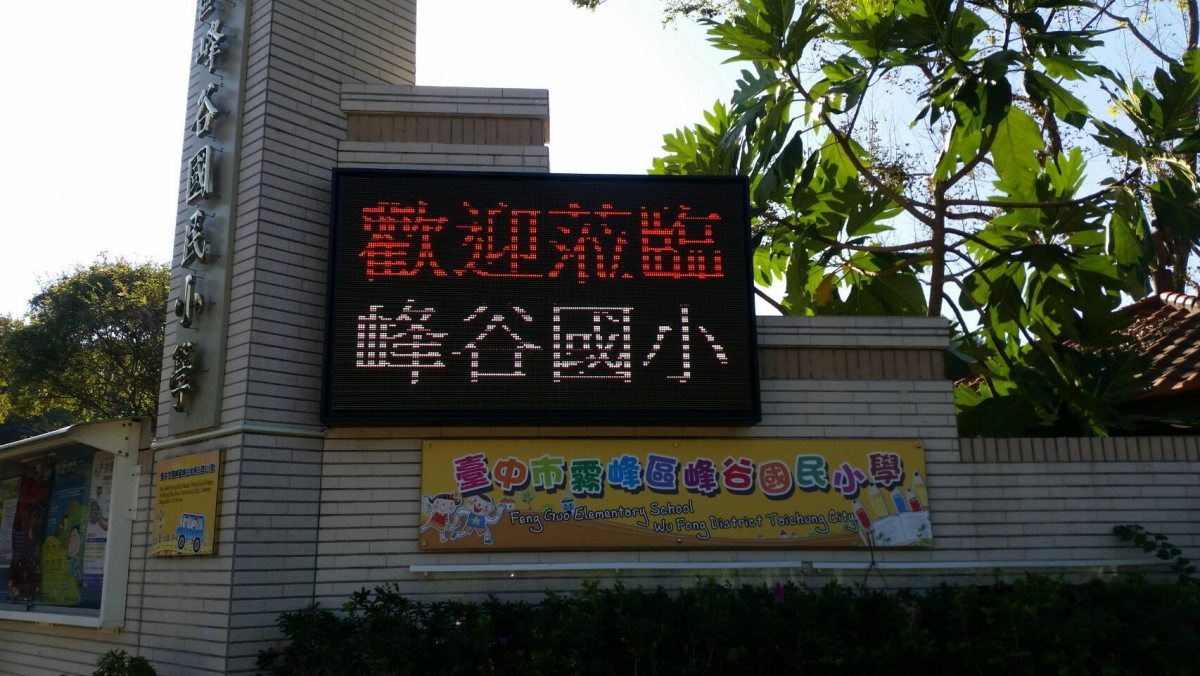 峰谷國民小學
歡迎蒞臨
峰谷國小
臺中市霧峰區峰谷國民小學
Feng Guo Elementary School
Wu Fong District Taichung City